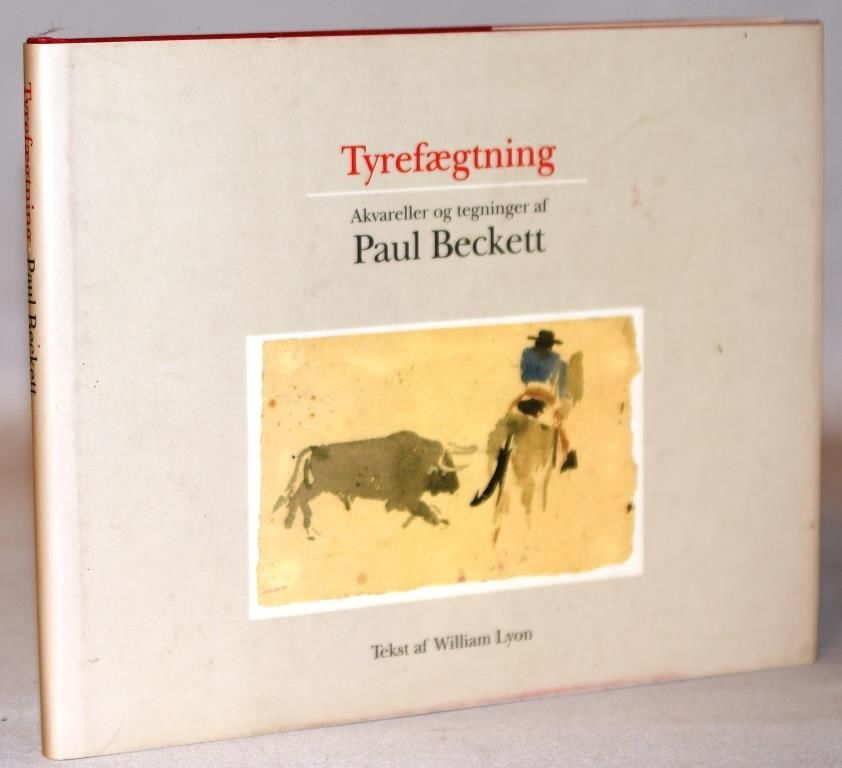 Tyrefægtning
Akvareller og tegninger af
Paul Beckett
Tekst af William Lyon
Tyrefægtning Paul Beckett